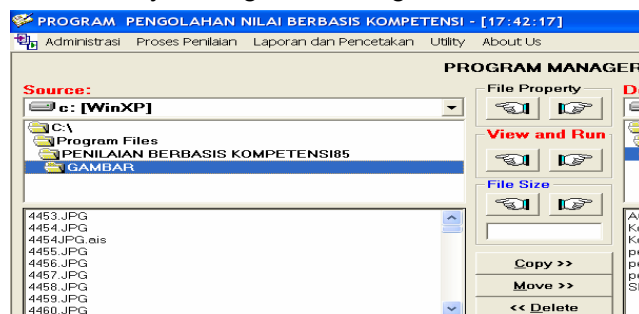 PROGRAM PENGOLAHAN NILAI BERBASIS KOMPETENSI - [17:42:17]
Administrasi Proses Penilaian Laporan dan Pencetakan Utility About Us
PROGRAM MANAGER
Source:
c: [WinXP]
C:\
Program Files
PENILAIAN BERBASIS KOMPETENSI85
GAMBAR
4453.JPG
4454.JPG
4454JPG.ais
4455.JPG
4456.JPG
4457.JPG
4458.JPG
4459.JPG
4460.JPG
File Property
View and Run
File Size
Copy >>
Move >>
<< Delete